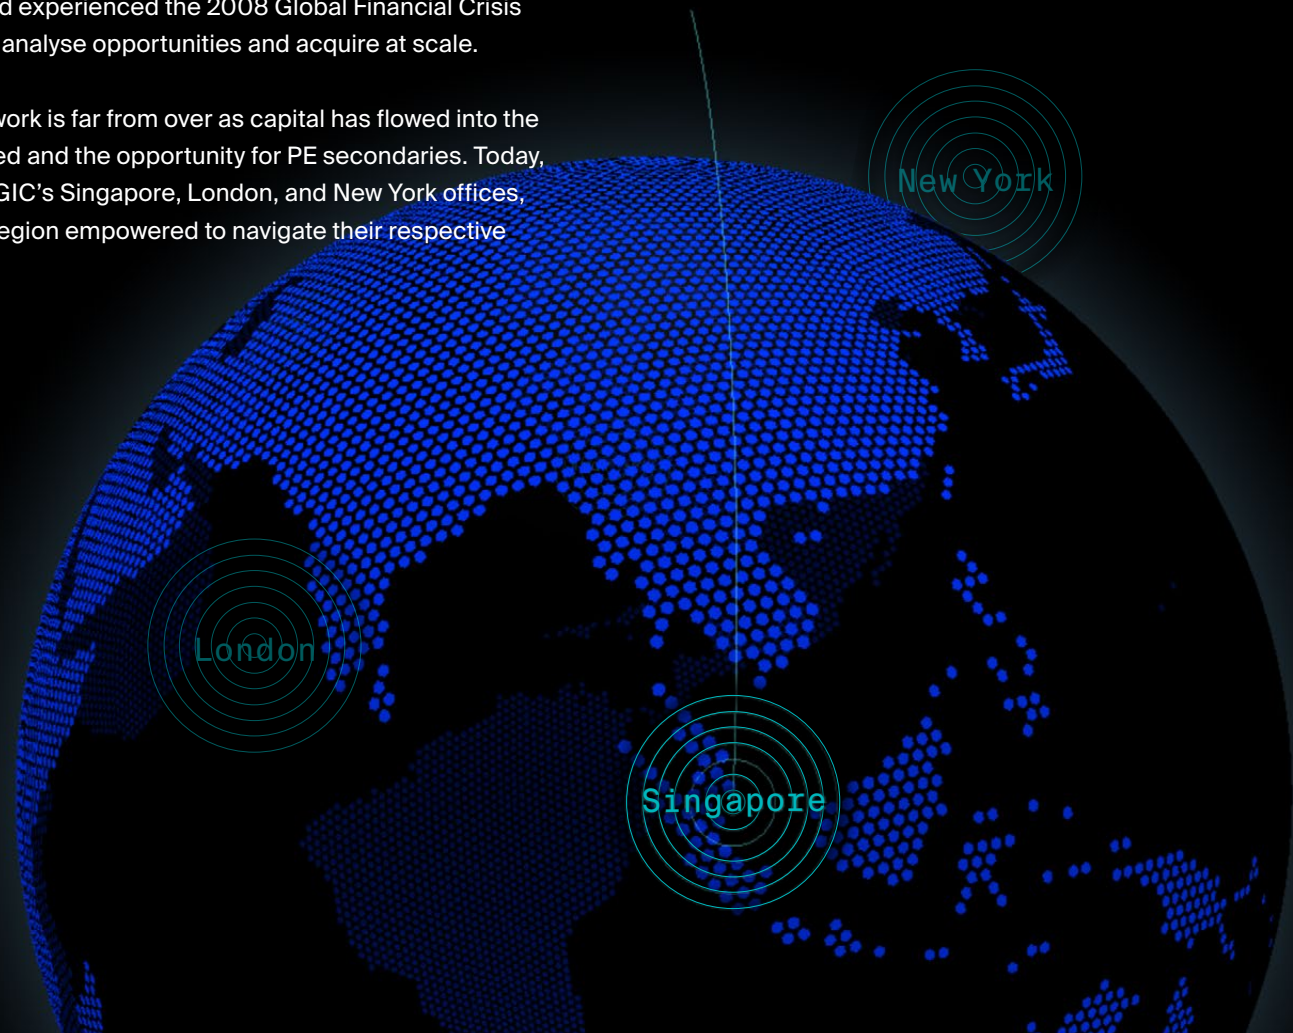 d experienced the 2008 Global Financial Crisis
analyse opportunities and acquire at scale.
work is far from over as capital has flowed into the
ed and the opportunity for PE secondaries. Today,
GIC’s Singapore, London, and New York offices,
egion empowered to navigate their respective
New York
London
Singapore